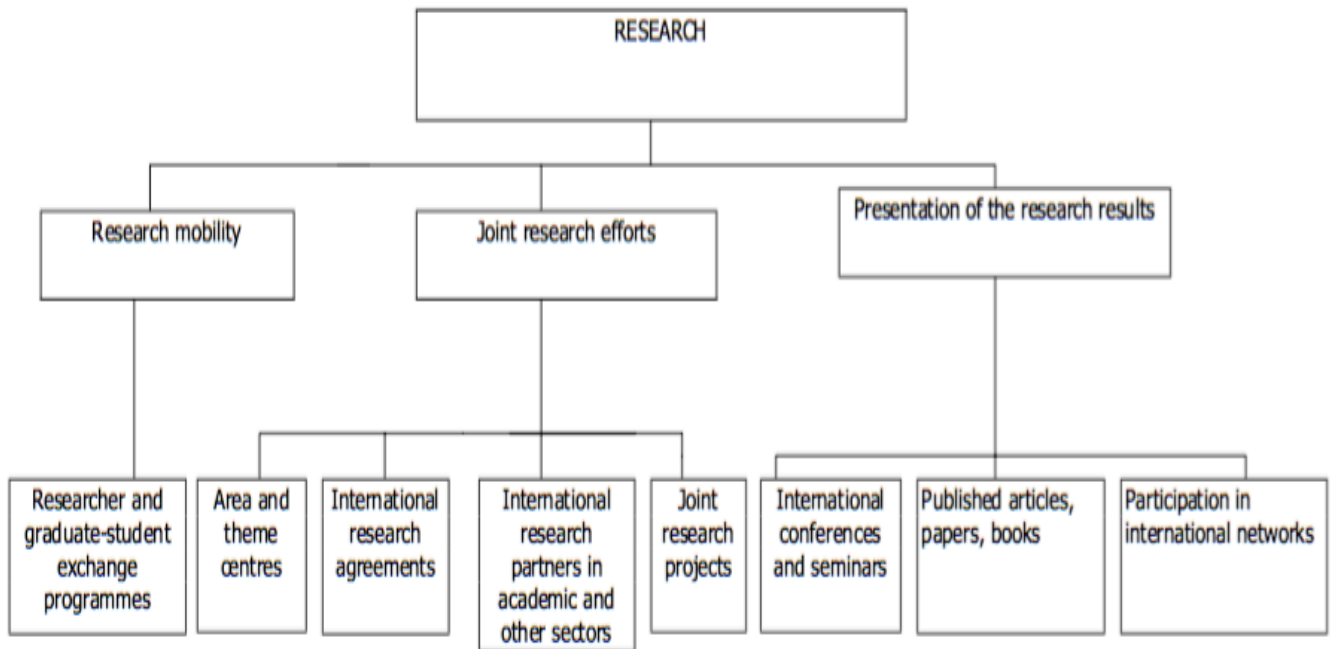 RESEARCH
Research mobility
Joint research efforts
Presentation of the research results
Researcher and
graduate-student
exchange
programmes
Area and
theme
centres
International
research
agreements
International
research
partners in
academic and
other sectors
Joint
research
projects
International
conferences
and seminars
Published articles,
papers, books
Participation in
international networks